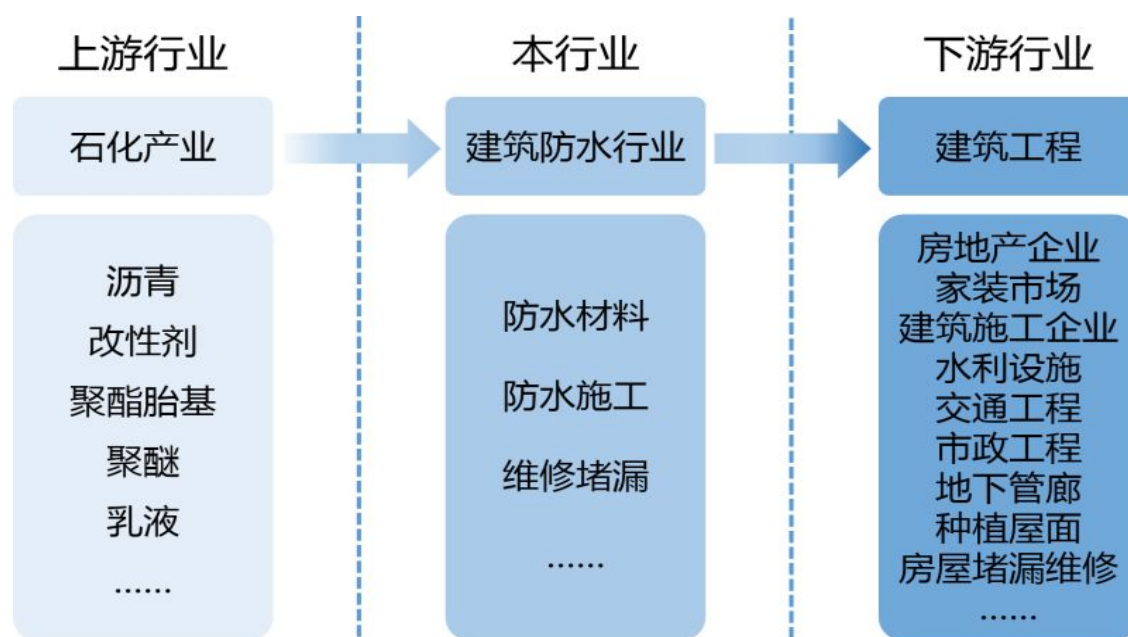 上游行业
本行业
下游行业
石化产业
建筑防水行业
建筑工程
沥青
改性剂
聚酯胎基
聚醚
乳液
......
防水材料
防水施工
维修堵漏
......
房地产企业
家装市场
建筑施工企业
水利设施
交通工程
市政工程
地下管廊
种植屋面
房屋堵漏维修
......